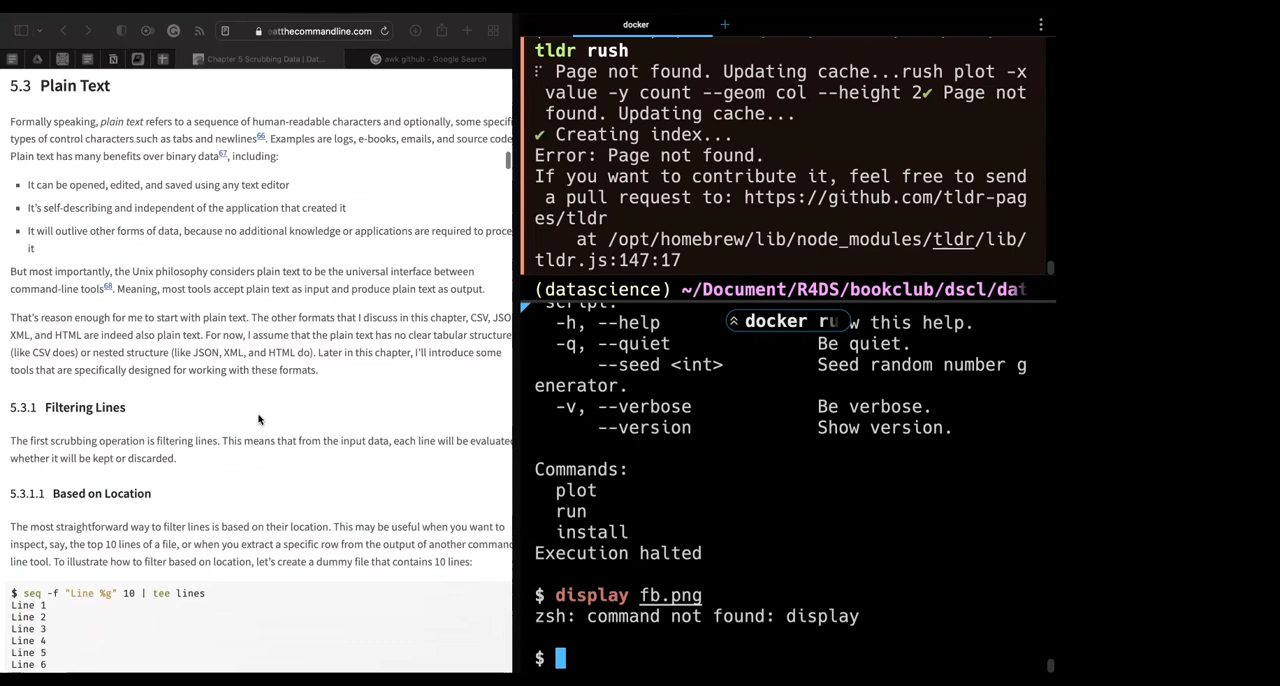 atthecommandline.com
Chapter 5 Scrubbing Data | Dat...
awk github - Google Search
5.3 Plain Text
Formally speaking, plain text refers to a sequence of human-readable characters and optionally, some specifi
types of control characters such as tabs and newlines66. Examples are logs, e-books, emails, and source code
Plain text has many benefits over binary data67, including:
It can be opened, edited, and saved using any text editor
It's self-describing and independent of the application that created it
It will outlive other forms of data, because no additional knowledge or applications are required to proce
it
But most importantly, the Unix philosophy considers plain text to be the universal interface between
command-line tools68. Meaning, most tools accept plain text as input and produce plain text as output.
That's reason enough for me to start with plain text. The other formats that I discuss in this chapter, CSV, JSO
XML, and HTML are indeed also plain text. For now, I assume that the plain text has no clear tabular structure
(like CSV does) or nested structure (like JSON, XML, and HTML do). Later in this chapter, I'll introduce some
tools that are specifically designed for working with these formats.
5.3.1 Filtering Lines
The first scrubbing operation is filtering lines. This means that from the input data, each line will be evaluate
whether it will be kept or discarded.
5.3.1.1 Based on Location
The most straightforward way to filter lines is based on their location. This may be useful when you want to
inspect, say, the top 10 lines of a file, or when you extract a specific row from the output of another command
line tool. To illustrate how to filter based on location, let's create a dummy file that contains 10 lines:
$ seq -f "Line %g" 10 | tee lines
Line 1
Line 2
Line 3
Line 4
Line 5
Line 6
docker
tldr rush
⠏ Page not found. Updating cache...rush plot -x
value -y count --geom col --height 2✔ Page not
found. Updating cache...
✔ Creating index...
Error: Page not found.
If you want to contribute it, feel free to send
a pull request to: https://github.com/tldr-pag
es/tldr
at /opt/homebrew/lib/node_modules/tldr/lib/
tldr.js:147:17
(datascience) ~/Document/R4DS/bookclub/dscl/dat
script.
-h, --help w this help.
docker ru
-q, --quiet Be quiet.
--seed <int> Seed random number g
enerator.
-v, --verbose Be verbose.
--version Show version.
Commands:
plot
run
install
Execution halted
$ display fb.png
zsh: command not found: display
$